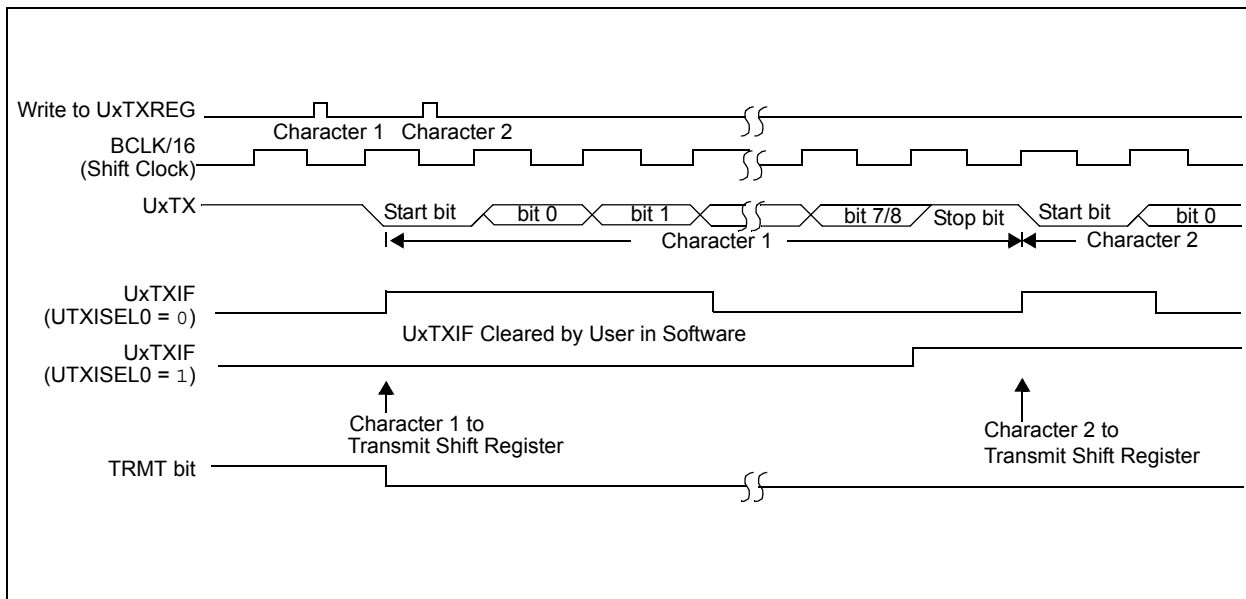 Write to UxTXREG
Character 1
Character 2
BCLK/16
(Shift Clock)
UxTX
Start bit
bit 0
bit 1
bit 7/8
Stop bit
Start bit
bit 0
Character 1
Character 2
UxTXIF
(UTXISEL0 = 0)
UxTXIF Cleared by User in Software
UxTXIF
(UTXISEL0 = 1)
Character 1 to
Transmit Shift Register
Character 2 to
Transmit Shift Register
TRMT bit